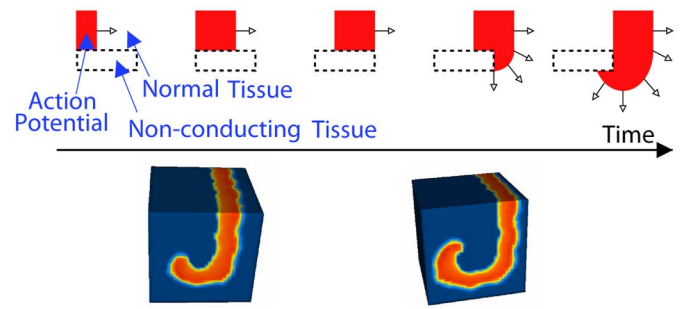 Normal Tissue
Action
Potential
Non-conducting Tissue
Time